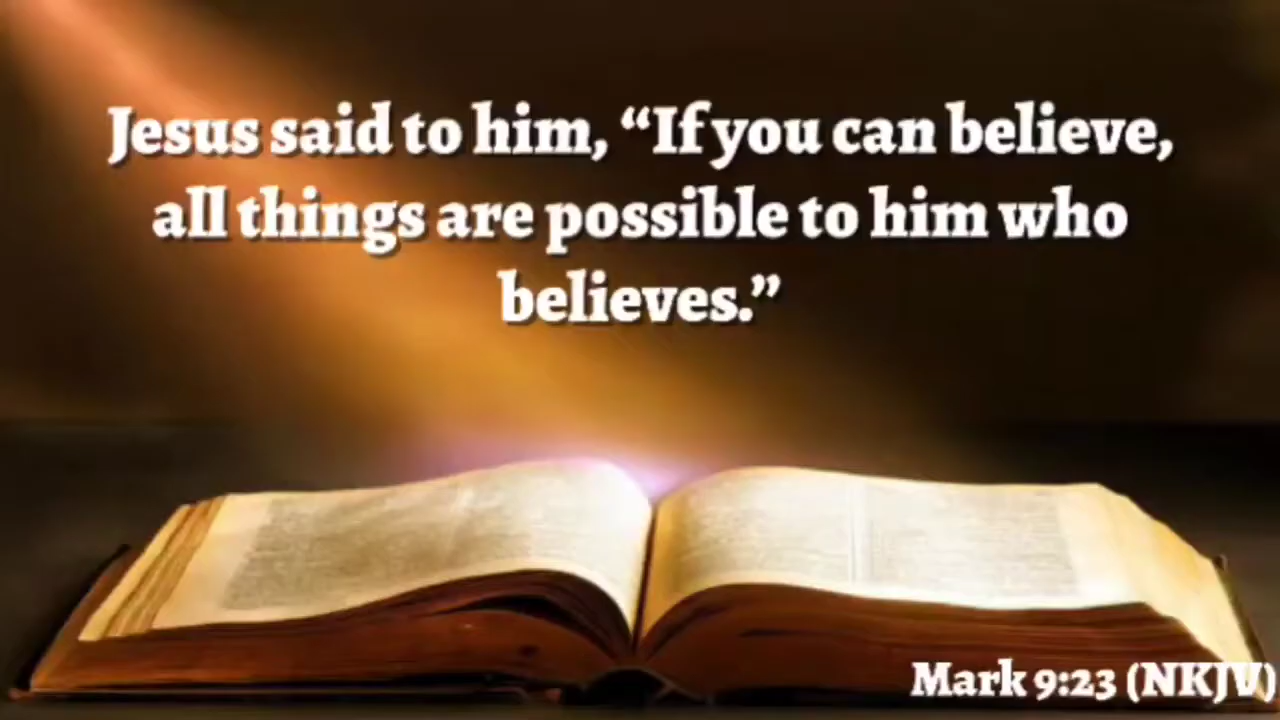 Jesus said to him, “If you can believe,
all things are possible to him who
believes.”
Mark 9:23 (NKJV)